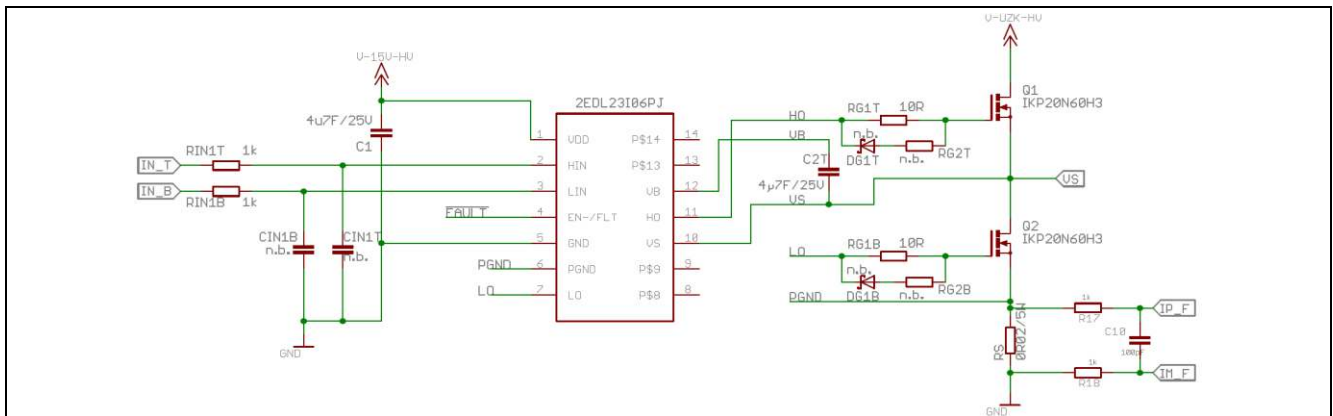 V-UZK-HV
V-15V-HV
2EDL23I06PJ
Q1
IKP20N60H3
4u7F/25V
C1
1 VDD P$14 14
2 HIN P$13 13
3 LIN VB 12
4 EN-/FLT HO 11
5 GND VS 10
6 PGND P$9 9
7 LO P$8 8
IN_T
RIN1T 1k
IN_B
RIN1B 1k
FAULT
PGND
LO
CIN1B
n.b.
CIN1T
n.b.
GND
HO
VB
VS
C2T
4µ7F/25V
RG1T 10R
n.b.
DG1T
n.b.
RG2T
VS
Q2
IKP20N60H3
LO
RG1B 10R
n.b.
DG1B
n.b.
RG2B
PGND
RS
0R02/5W
1k
R17
IP_F
C10
100pF
1k
R18
IM_F
GND